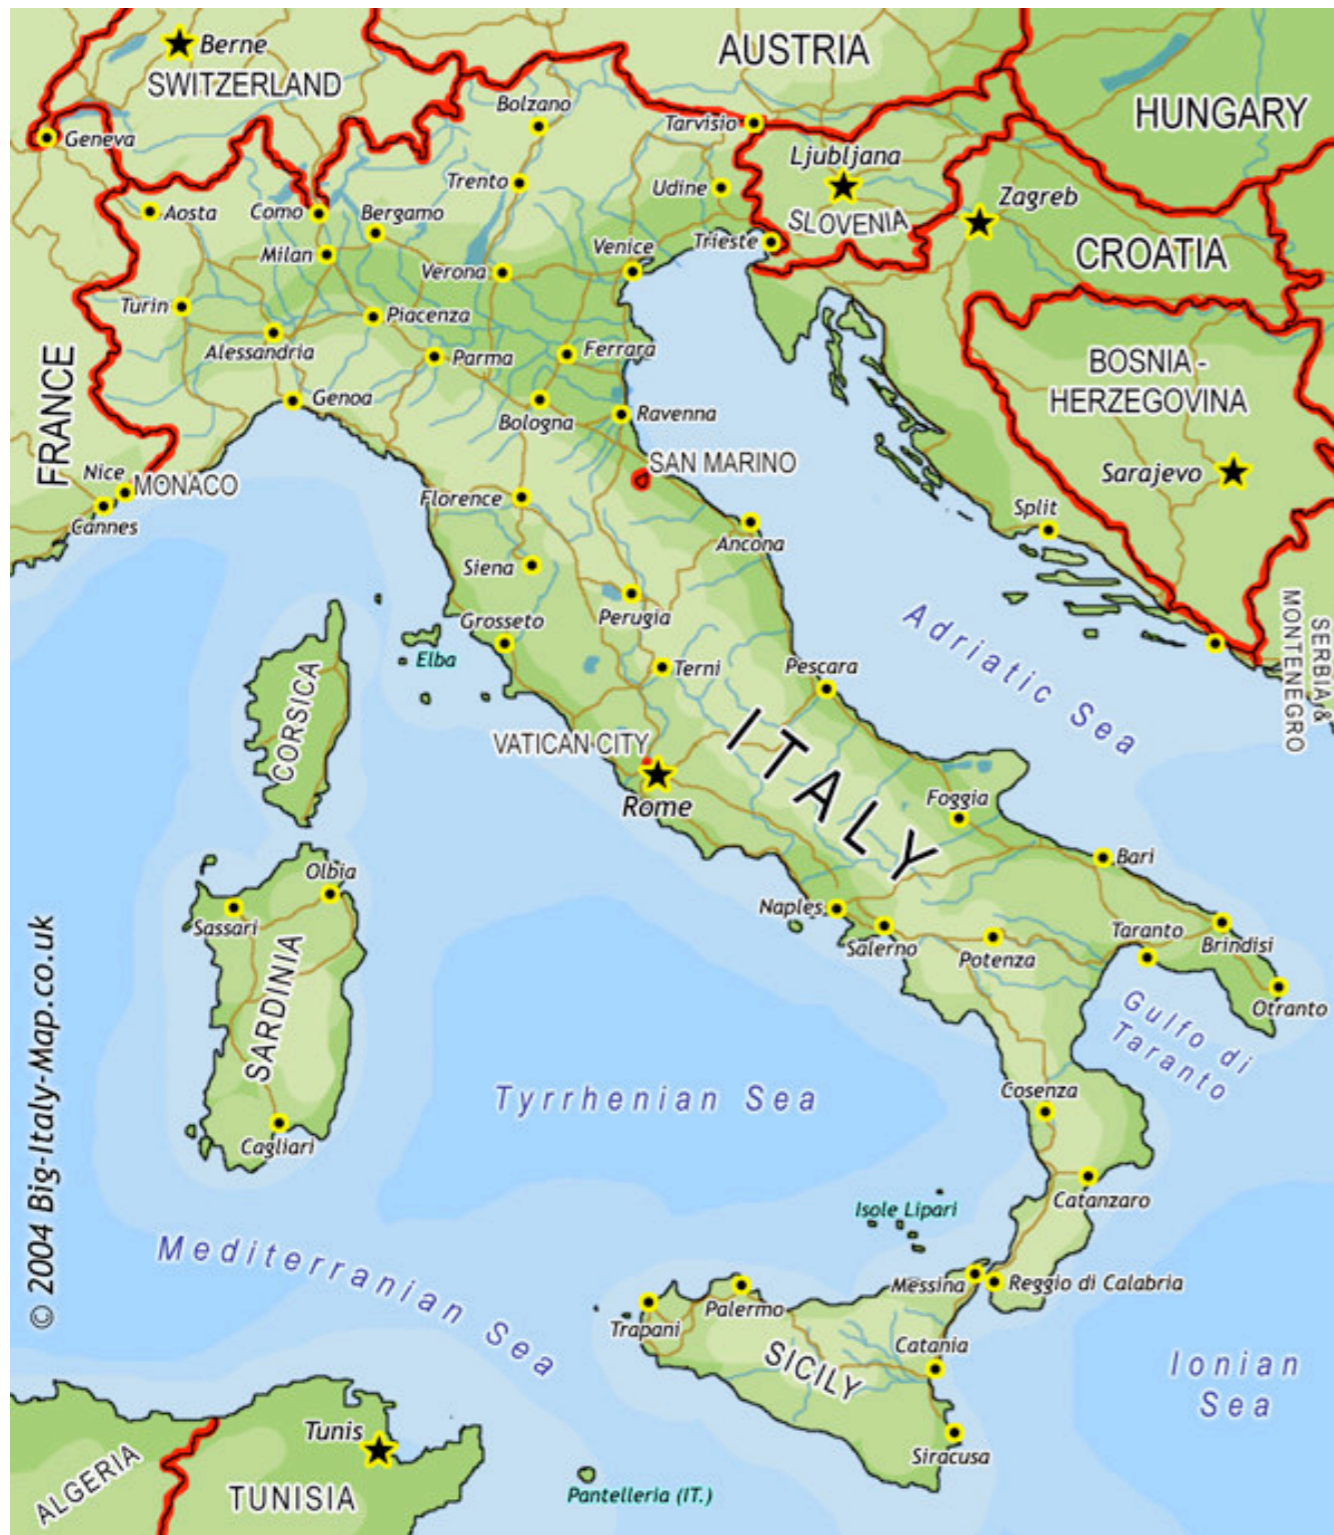 AUSTRIA
Berne
SWITZERLAND
HUNGARY
Bolzano
Tarvisio
Geneva
Ljubljana
Trento
Udine
Zagreb
Aosta
Como
Bergamo
SLOVENIA
Milan
Venice
Trieste
CROATIA
Verona
Turin
Piacenza
Alessandria
Parma
Ferrara
BOSNIA -
HERZEGOVINA
FRANCE
Genoa
Bologna
Ravenna
Nice
MONACO
SAN MARINO
Sarajevo
Cannes
Florence
Split
Ancona
Siena
Grosseto
Perugia
Adriatic Sea
SERBIA &
MONTENEGRO
Elba
Terni
Pescara
CORSICA
VATICAN CITY
ITALY
Rome
Foggia
Bari
Olbia
Sassari
Naples
Salerno
Potenza
Taranto
Brindisi
Otranto
Gulfo di
Taranto
SARDINIA
© 2004 Big-Italy-Map.co.uk
Tyrrhenian Sea
Cosenza
Cagliari
Catanzaro
Isole Lipari
Mediterranian Sea
Messina
Reggio di Calabria
Palermo
Trapani
Catania
SICILY
Ionian
Sea
Siracusa
Tunis
ALGERIA
TUNISIA
Pantelleria (IT.)